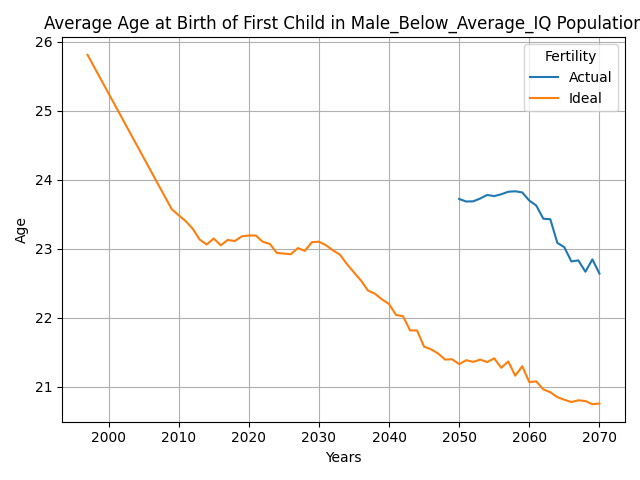 Average Age at Birth of First Child in Male_Below_Average_IQ Population
Fertility
Actual
Ideal
Age
26
25
24
23
22
21
2000 2010 2020 2030 2040 2050 2060 2070
Years